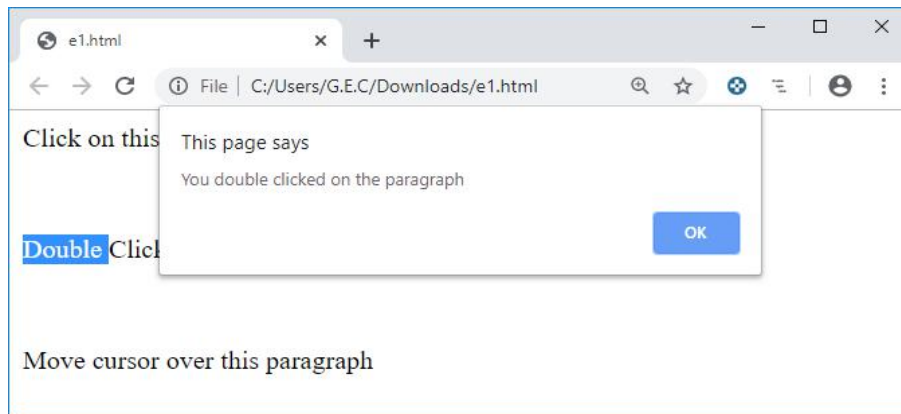 e1.html
File | C:/Users/G.E.C/Downloads/e1.html
Click on this
This page says
You double clicked on the paragraph
OK
Double Click
Move cursor over this paragraph